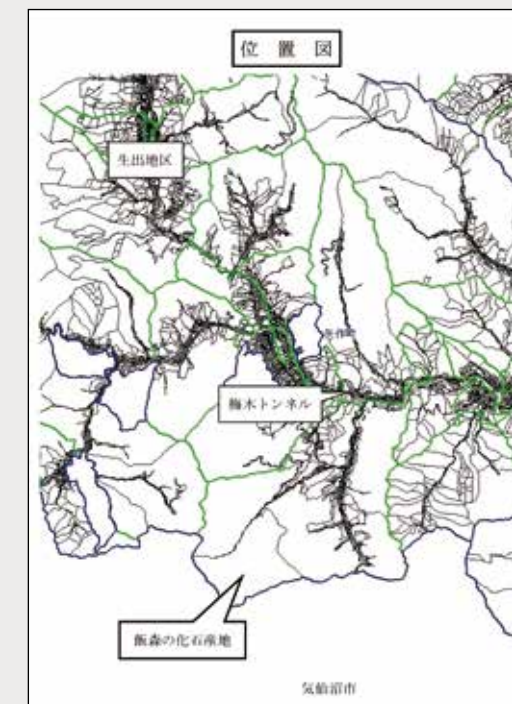 位置図
生出地区
梅木トンネル
飯森の化石産地
気仙沼市